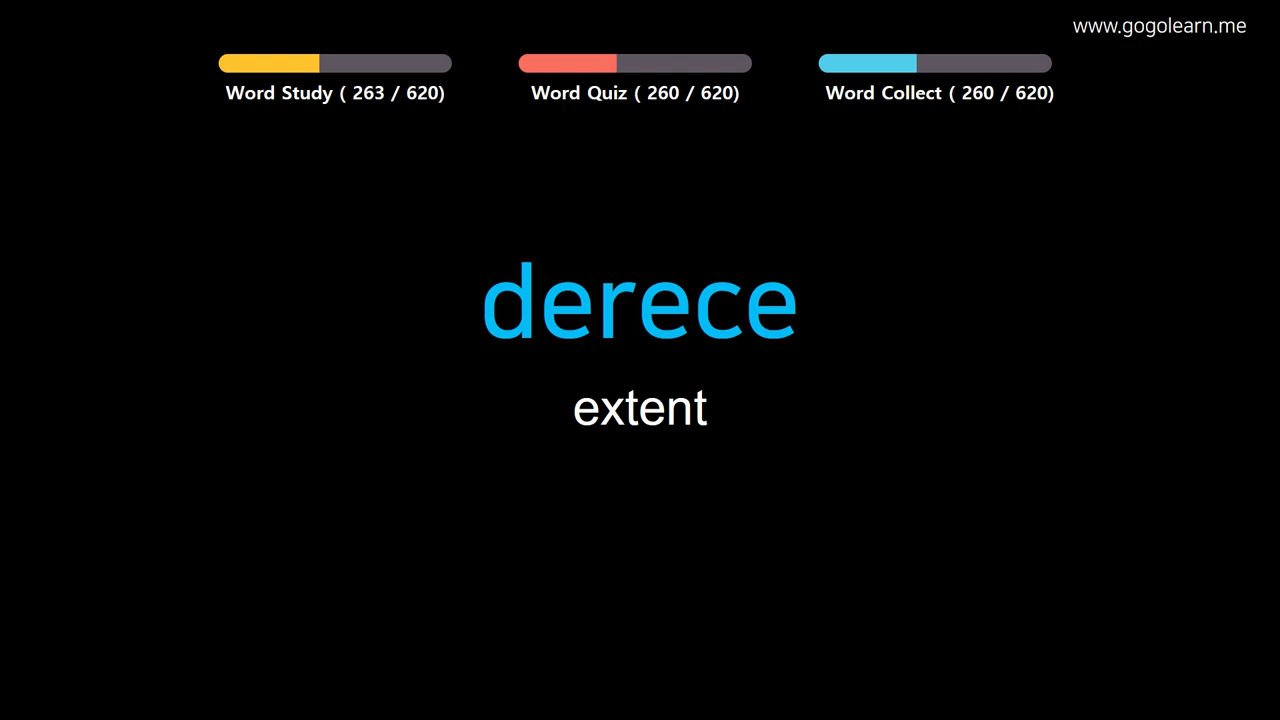 www.gogolearn.me
Word Study ( 263 / 620)
Word Quiz ( 260 / 620)
Word Collect ( 260 / 620)
derece
extent